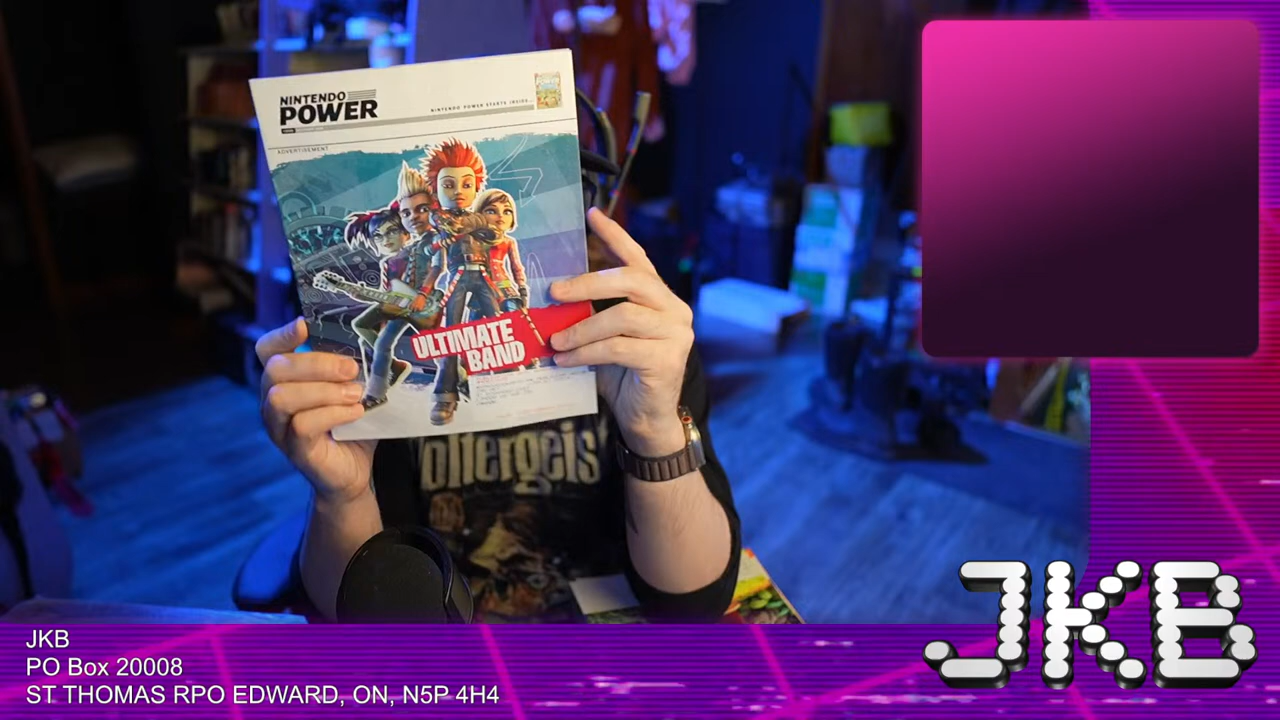 NINTENDO
POWER
NINTENDO POWER STARTS INSIDE...
ADVERTISEMENT
ULTIMATE
BAND
Poltergeis
JKB
JKB
PO Box 20008
ST THOMAS RPO EDWARD, ON, N5P 4H4